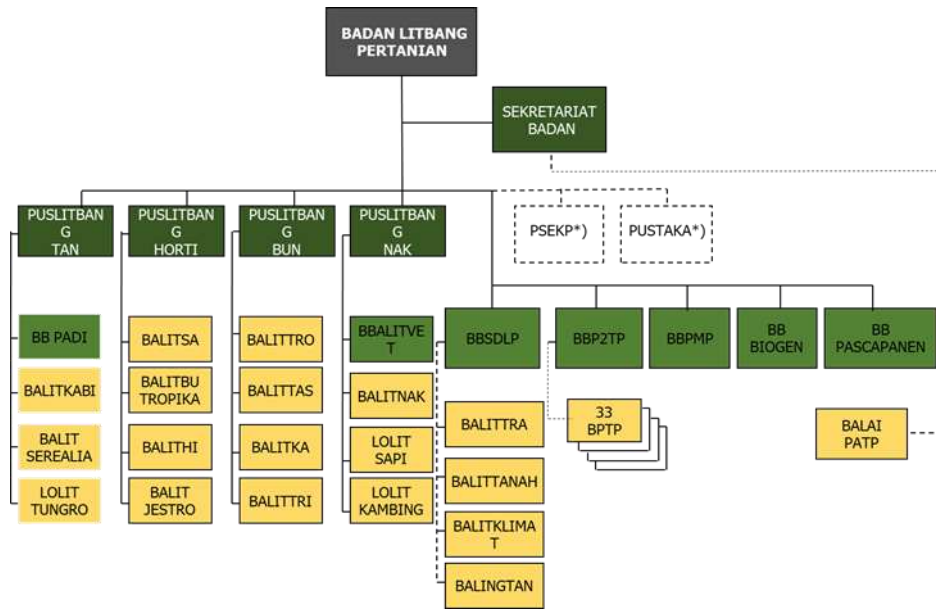 BADAN LITBANG
PERTANIAN
SEKRETARIAT
BADAN
PUSLITBAN
G
TAN
PUSLITBAN
G
HORTI
PUSLITBAN
G
BUN
PUSLITBAN
G
NAK
PSEKP*)
PUSTAKA*)
BB PADI
BALITKABI
BALIT
SEREALIA
LOLIT
TUNGRO
BALITSA
BALITBU
TROPIKA
BALITHI
BALIT
JESTRO
BALITTRO
BALITTAS
BALITKA
BALITTRI
BBALITVE
T
BALITNAK
LOLIT
SAPI
LOLIT
KAMBING
BBSDLP
BALITTRA
BALITTANAH
BALITKLIMA
T
BALINGTAN
BBP2TP
33
BPTP
BBPMP
BB
BIOGEN
BB
PASCAPANEN
BALAI
PATP